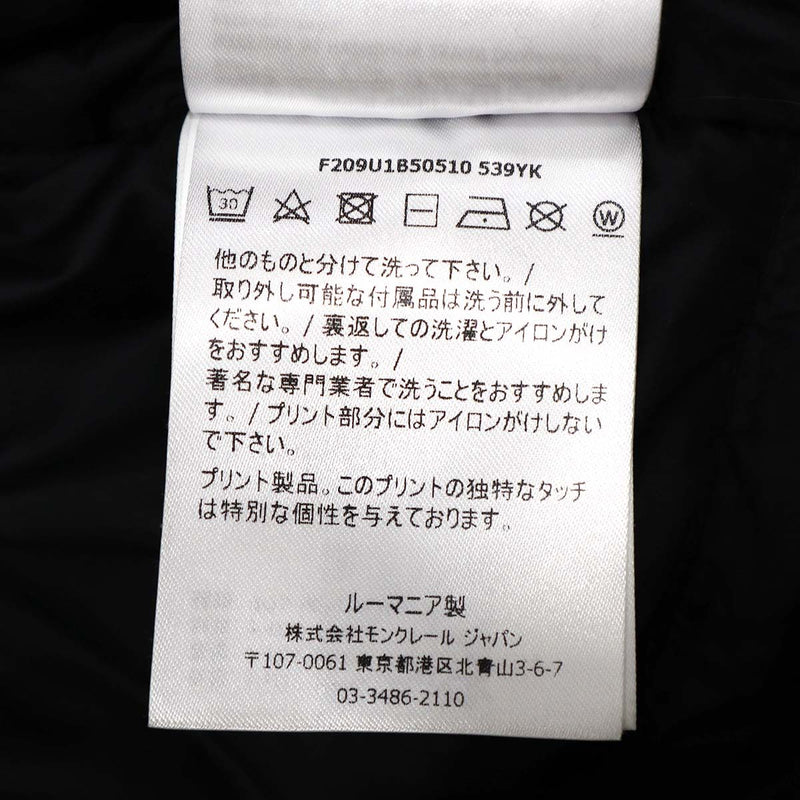 F209U1B50510 539YK
30
W
他のものと分けて洗って下さい。/
取り外し可能な付属品は洗う前に外して
ください。/ 裏返しての洗濯とアイロンがけ
をおすすめします。/
著名な専門業者で洗うことをおすすめしま
す。/ プリント部分にはアイロンがけしない
で下さい。
プリント製品。このプリントの独特なタッチ
は特別な個性を与えております。
ルーマニア製
株式会社モンクレール ジャパン
〒107-0061 東京都港区北青山3-6-7
03-3486-2110